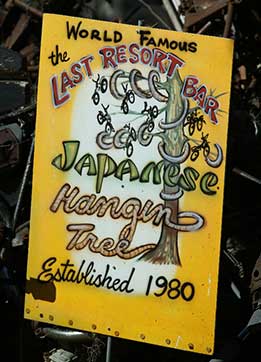 World Famous
the
Last Resort Bar
Japanese
Hangin
Tree
Established 1980